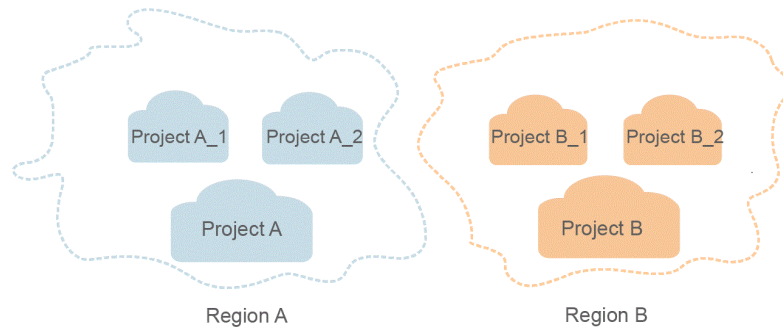 Project A_1
Project A_2
Project A
Region A
Project B_1
Project B_2
Project B
Region B